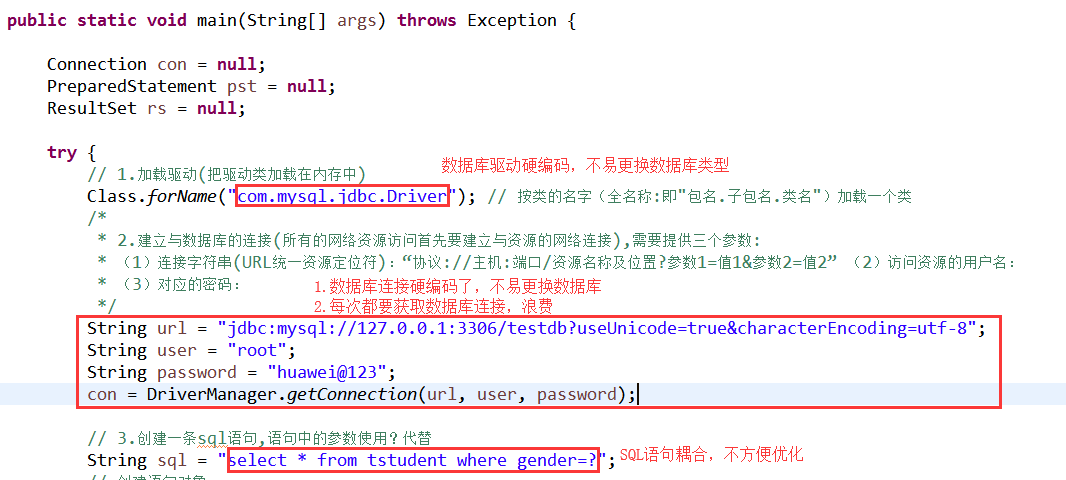 public static void main(String[] args) throws Exception {
Connection con = null;
PreparedStatement pst = null;
ResultSet rs = null;
try {
// 1.加载驱动(把驱动类加载在内存中)
数据库驱动硬编码，不易更换数据库类型
Class.forName("com.mysql.jdbc.Driver"); // 按类的名字（全名称:即"包名.子包名.类名"）加载一个类
/*
* 2.建立与数据库的连接(所有的网络资源访问首先要建立与资源的网络连接),需要提供三个参数:
* （1）连接字符串(URL统一资源定位符)：“协议://主机:端口/资源名称及位置?参数1=值1&参数2=值2” （2）访问资源的用户名：
* （3）对应的密码：
1.数据库连接硬编码了，不易更换数据库
*/
2.每次都要获取数据库连接，浪费
String url = "jdbc:mysql://127.0.0.1:3306/testdb?useUnicode=true&characterEncoding=utf-8";
String user = "root";
String password = "huawei@123";
con = DriverManager.getConnection(url, user, password);
// 3.创建一条sql语句,语句中的参数使用？代替
String sql = "select * from tstudent where gender=?";
SQL语句耦合，不方便优化